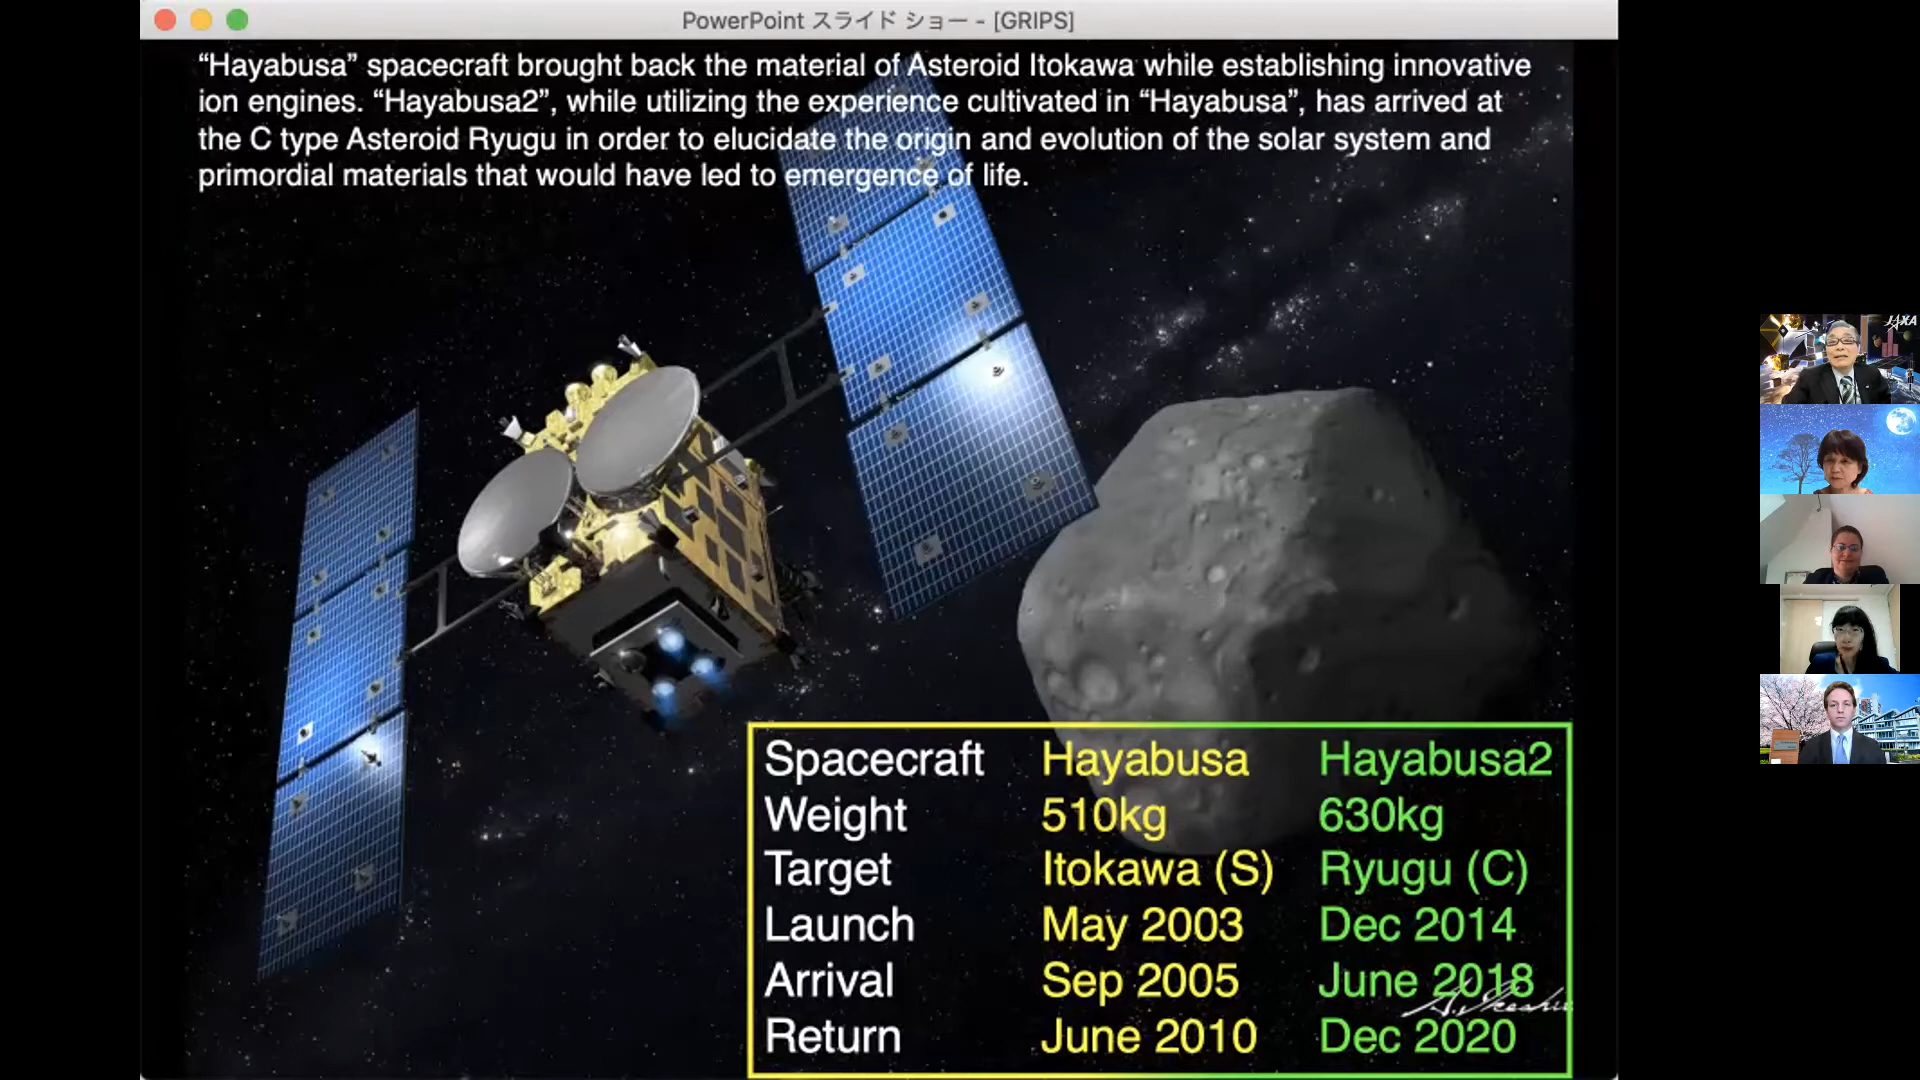 PowerPoint スライド ショー - [GRIPS]
“Hayabusa” spacecraft brought back the material of Asteroid Itokawa while establishing innovative
ion engines. “Hayabusa2”, while utilizing the experience cultivated in “Hayabusa”, has arrived at
the C type Asteroid Ryugu in order to elucidate the origin and evolution of the solar system and
primordial materials that would have led to emergence of life.
Spacecraft Hayabusa Hayabusa2
Weight 510kg 630kg
Target Itokawa (S) Ryugu (C)
Launch May 2003 Dec 2014
Arrival Sep 2005 June 2018
Return June 2010 Dec 2020
JAXA